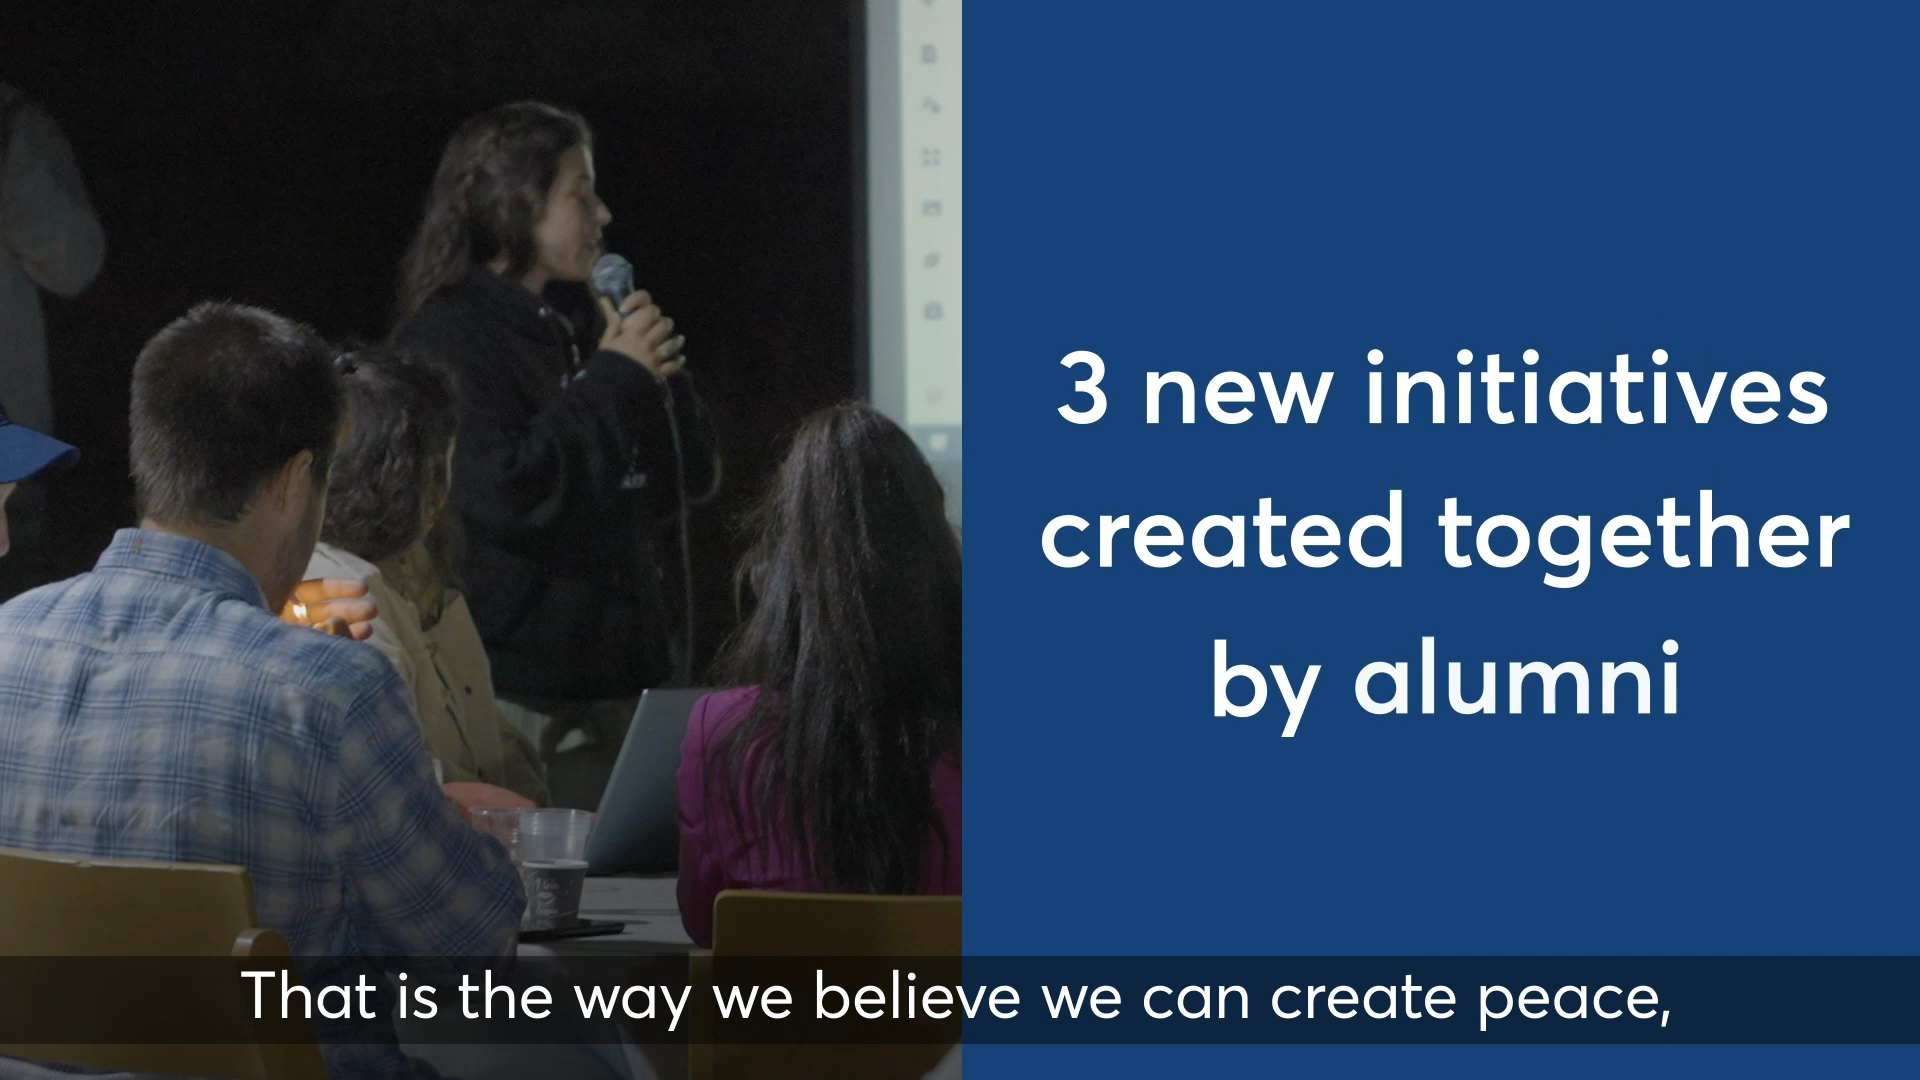 3 new initiatives
created together
by alumni
That is the way we believe we can create peace,